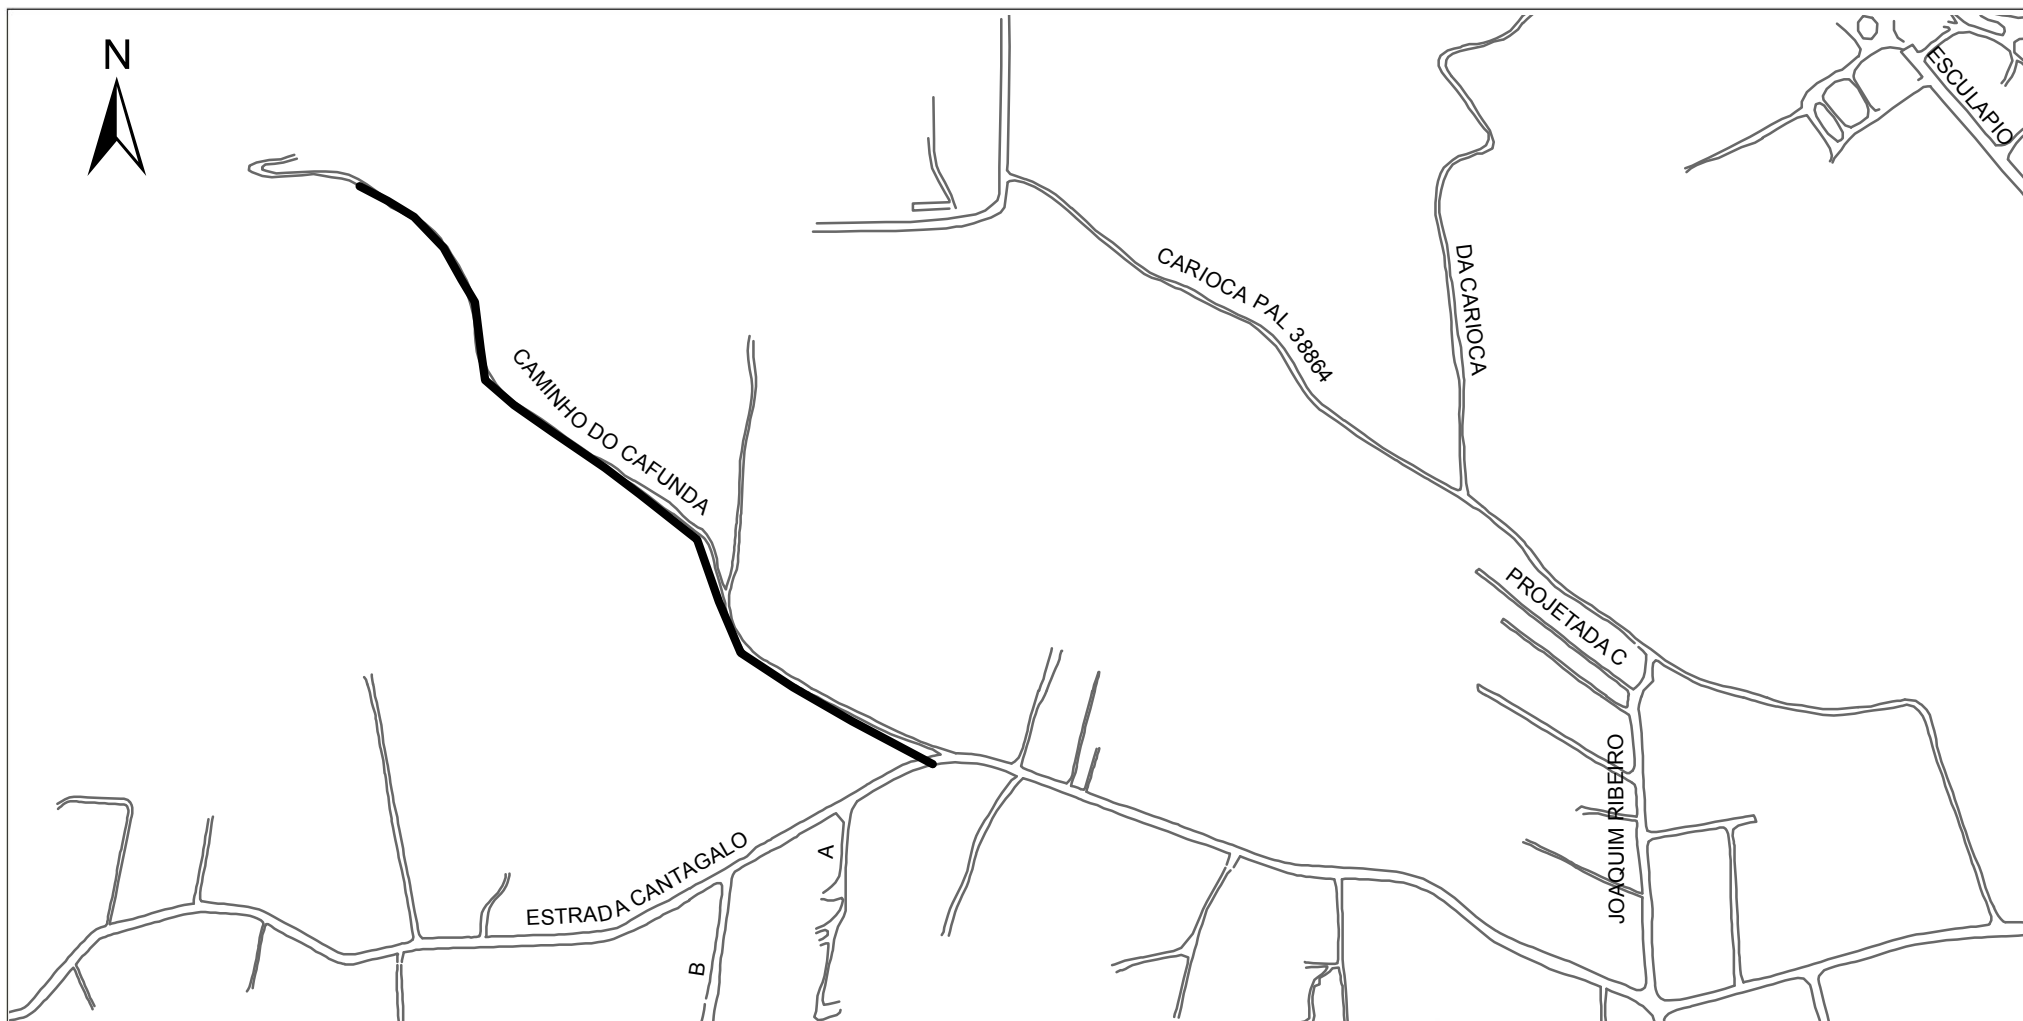 N
ESCULAPIO
DA CARIOCA
CARIOCA PAL 38864
CAMINHO DO CAFUNDA
PROJETADA C
JOAQUIM RIBEIRO
ESTRADA CANTAGALO
A
B